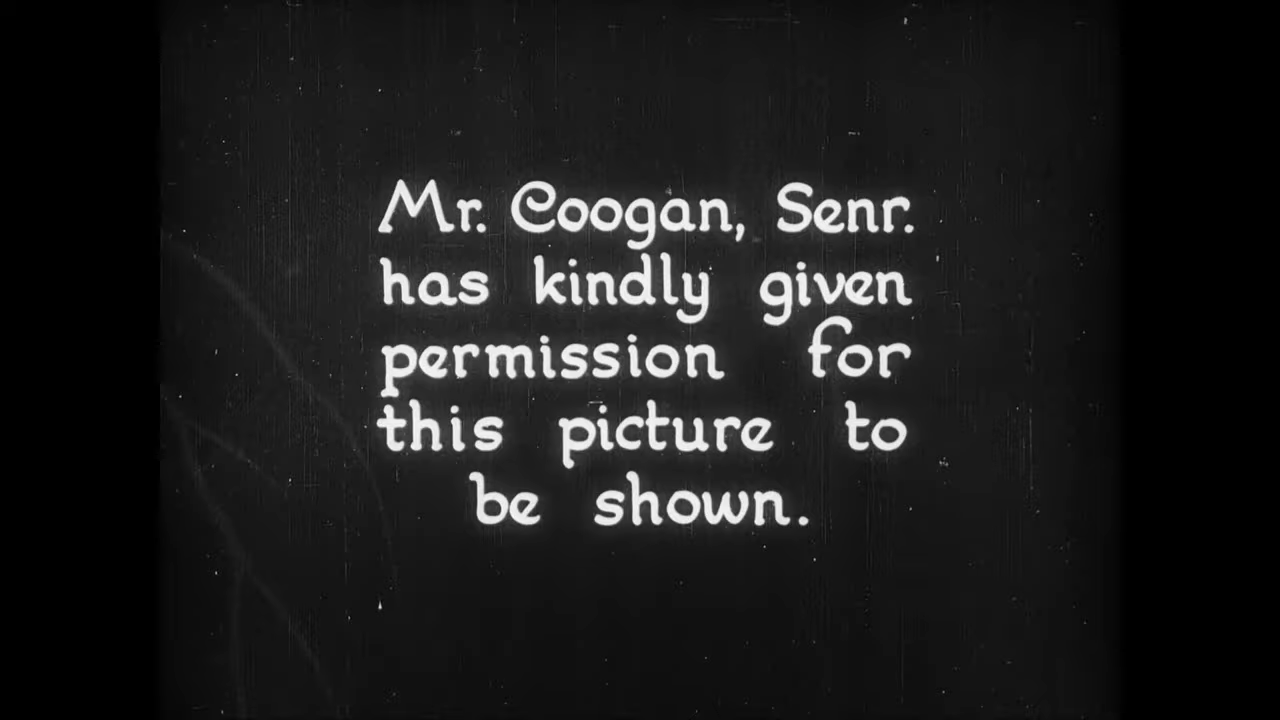 Mr. Coogan, Senr.
has kindly given
permission for
this picture to
be shown.